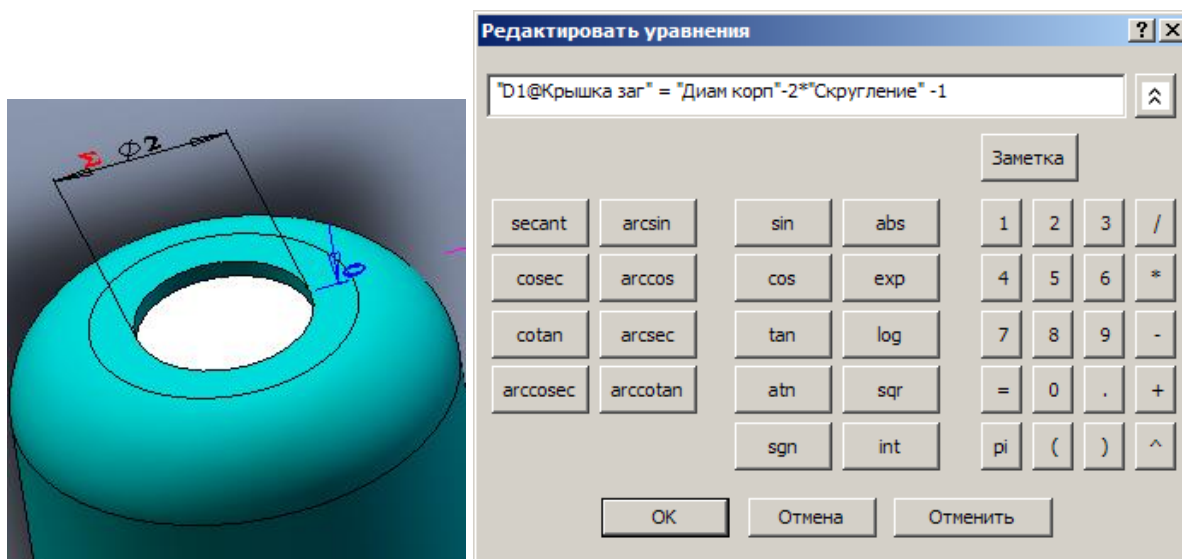 Σ Ф2
0
Редактировать уравнения
"D1@Крышка заг" = "Диам корп"-2*"Скругление" -1
Заметка
secant arcsin sin abs 1 2 3 /
cosec arccos cos exp 4 5 6 *
cotan arcsec tan log 7 8 9 -
arccosec arccotan atn sqr = 0 . +
sgn int pi ( ) ^
OK Отмена Отменить